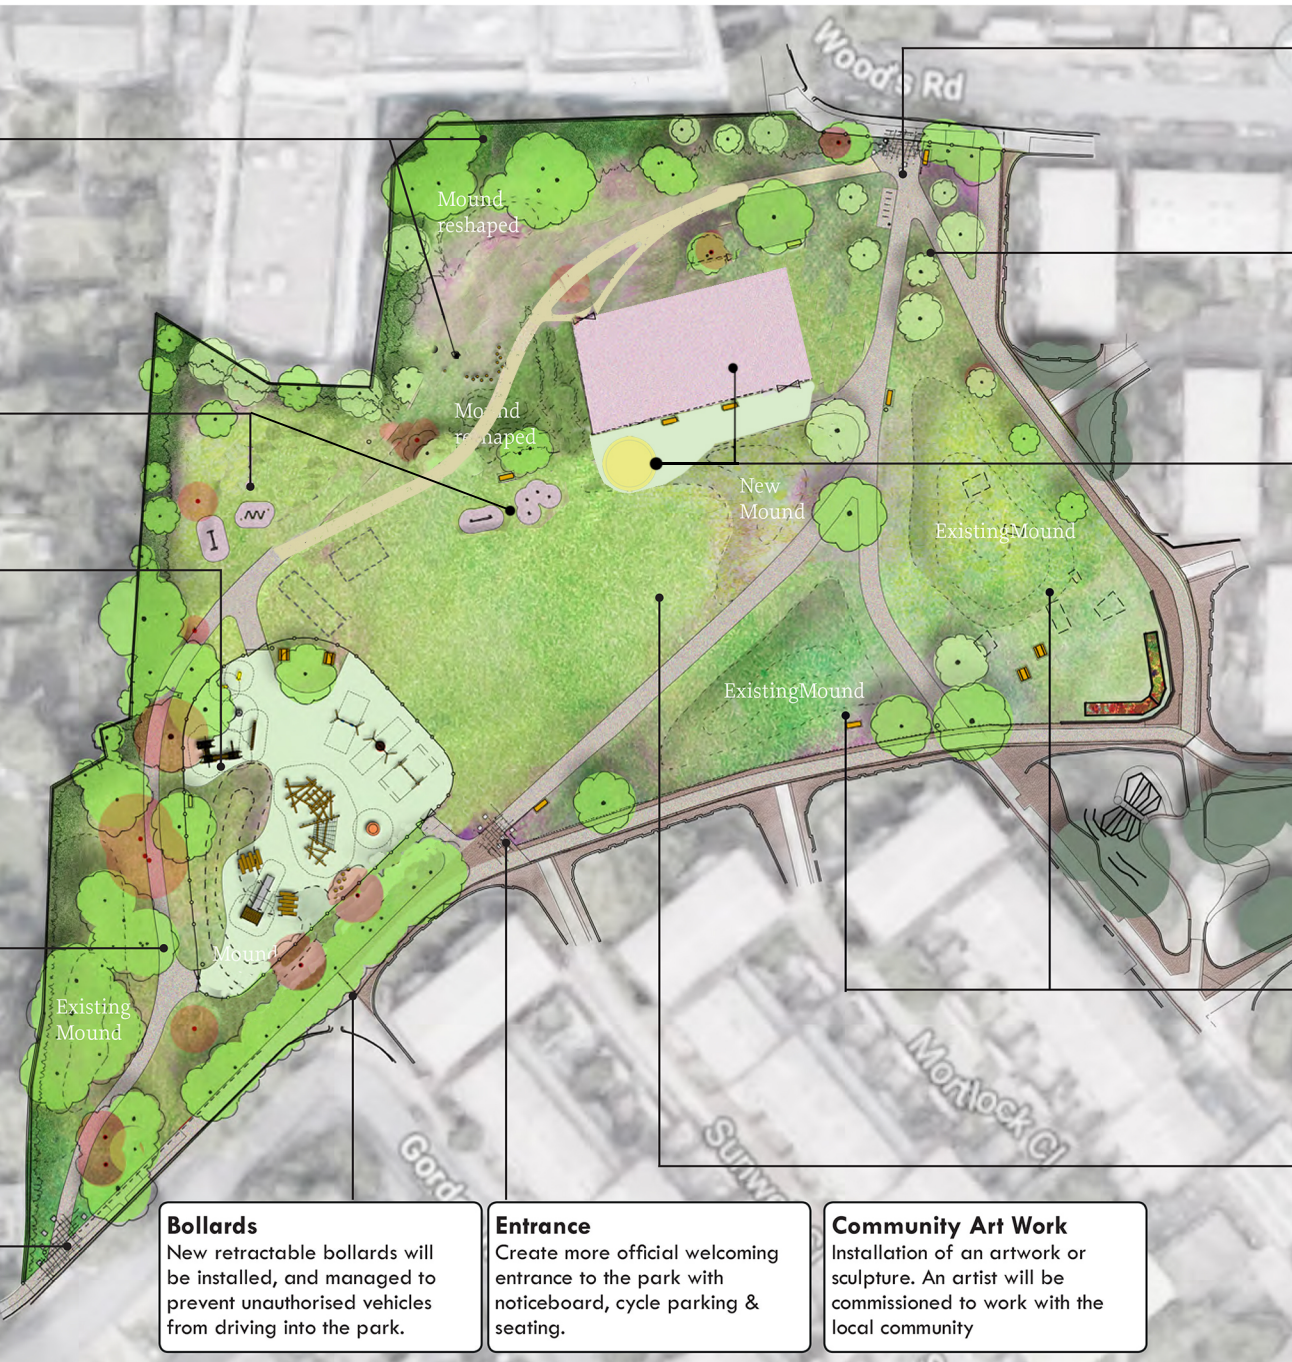 Wood's Rd
Mound
reshaped
Mound
reshaped
New
Mound
ExistingMound
ExistingMound
Mound
Existing
Mound
Mortlock Cl
Bollards
New retractable bollards will
be installed, and managed to
prevent unauthorised vehicles
from driving into the park.
Entrance
Create more official welcoming
entrance to the park with
noticeboard, cycle parking &
seating.
Community Art Work
Installation of an artwork or
sculpture. An artist will be
commissioned to work with the
local community